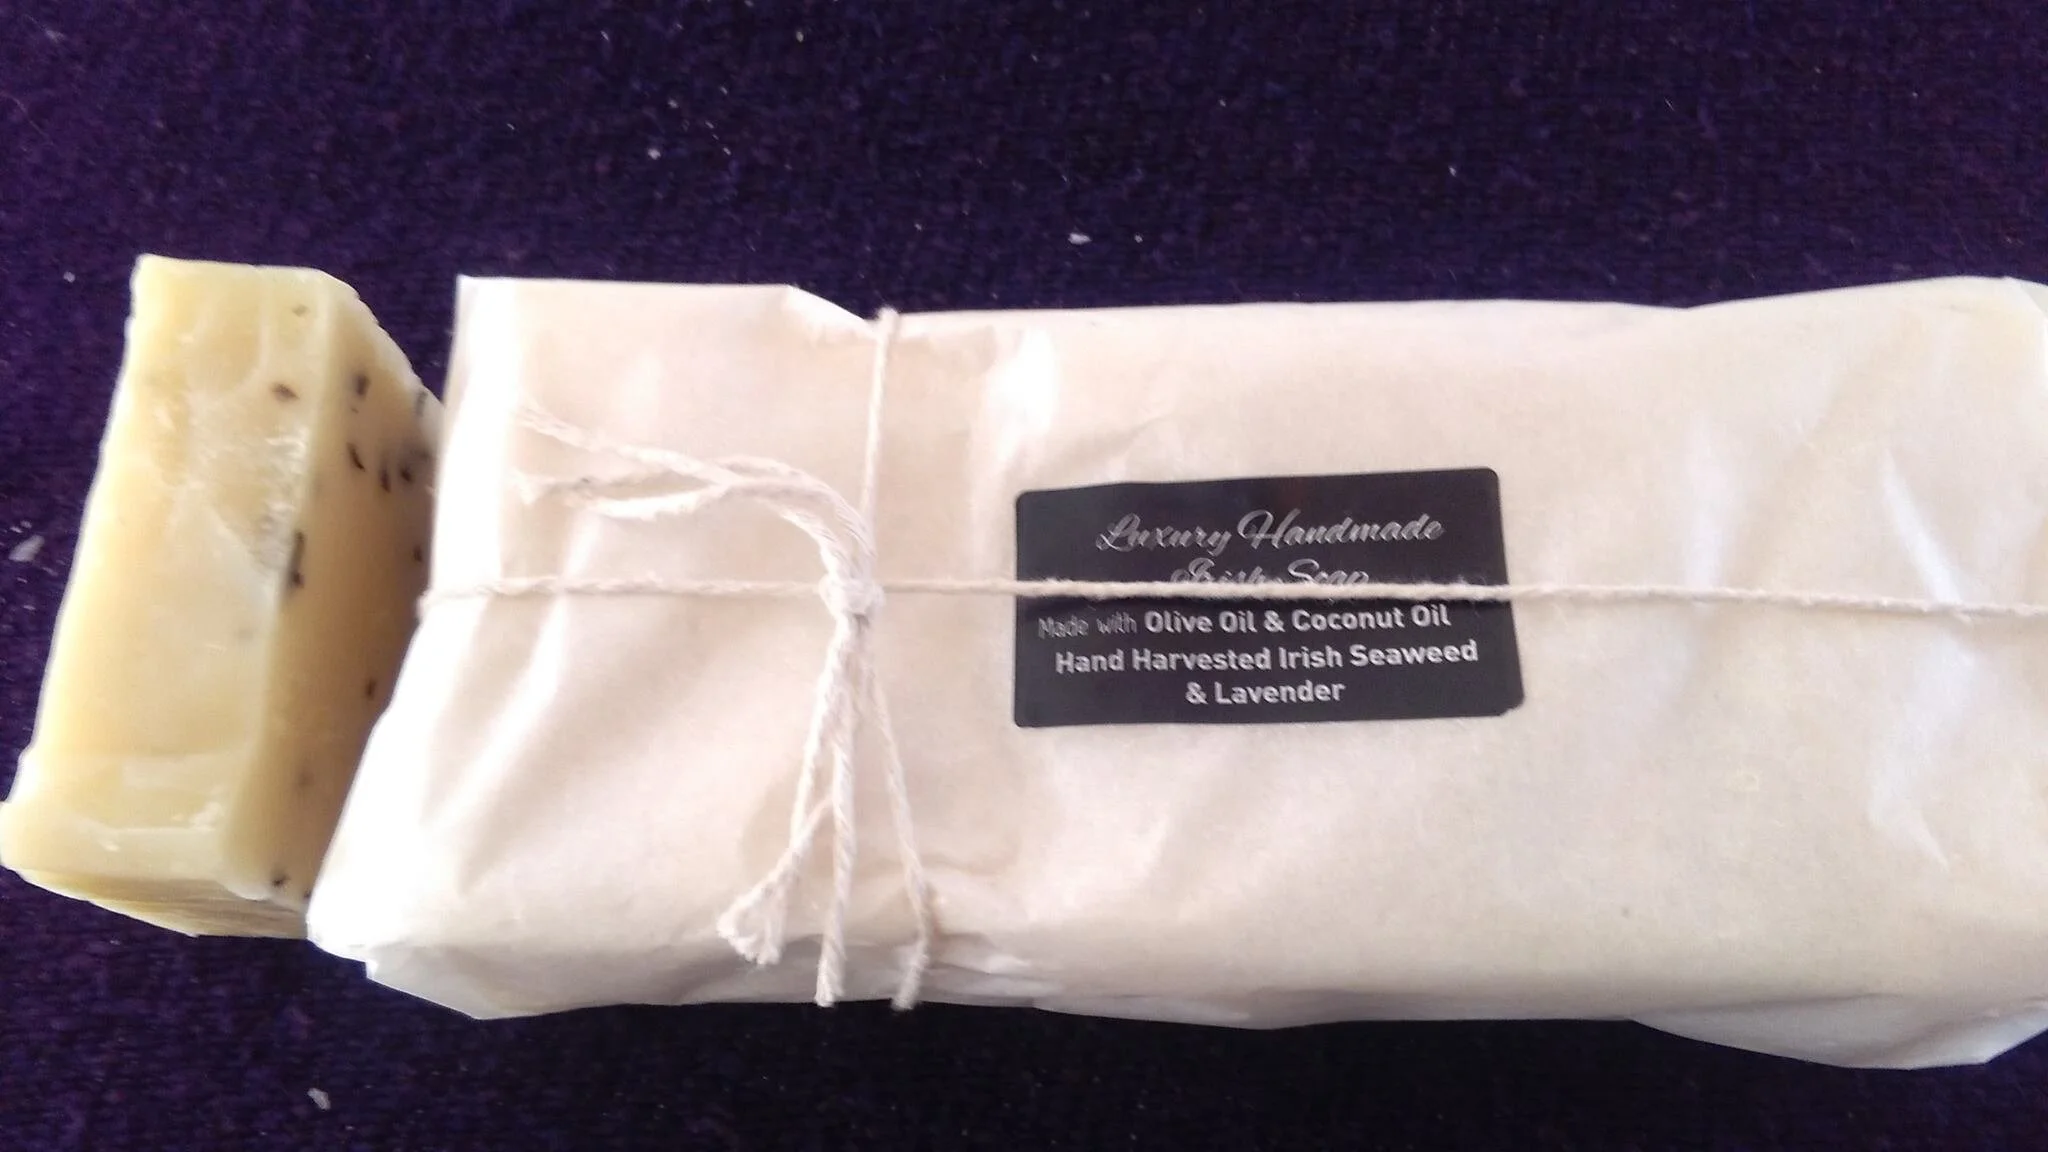 Luxury Handmade
Irish Soap
Made with Olive Oil & Coconut Oil
Hand Harvested Irish Seaweed
& Lavender